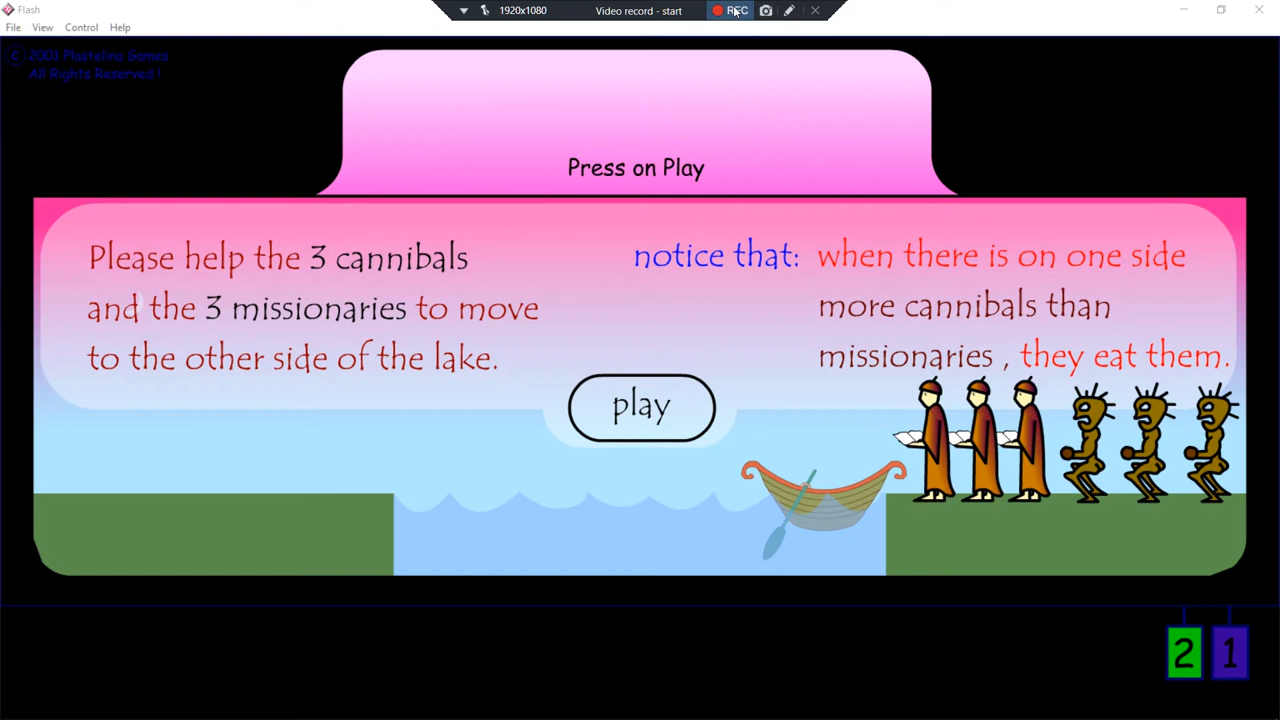 Flash
1920x1080
Video record - start
REC
File View Control Help
© 2001 Plastelina Games
All Rights Reserved !
Press on Play
Please help the 3 cannibals
and the 3 missionaries to move
to the other side of the lake.
notice that: when there is on one side
more cannibals than
missionaries , they eat them.
play
2 1